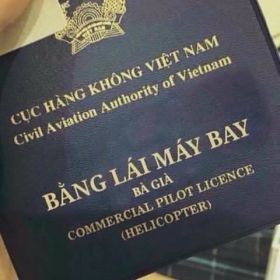 CỤC HÀNG KHÔNG VIỆT NAM
Civil Aviation Authority of Vietnam
BẰNG LÁI MÁY BAY
BÀ GIÀ
COMMERCIAL PILOT LICENCE
(HELICOPTER)